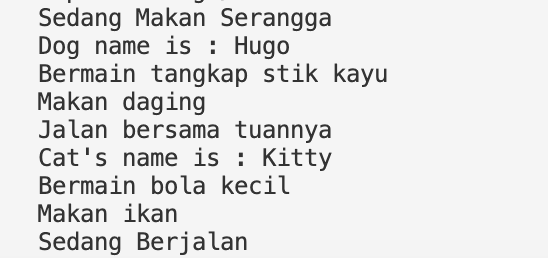 Sedang Makan Serangga
Dog name is : Hugo
Bermain tangkap stik kayu
Makan daging
Jalan bersama tuannya
Cat's name is : Kitty
Bermain bola kecil
Makan ikan
Sedang Berjalan